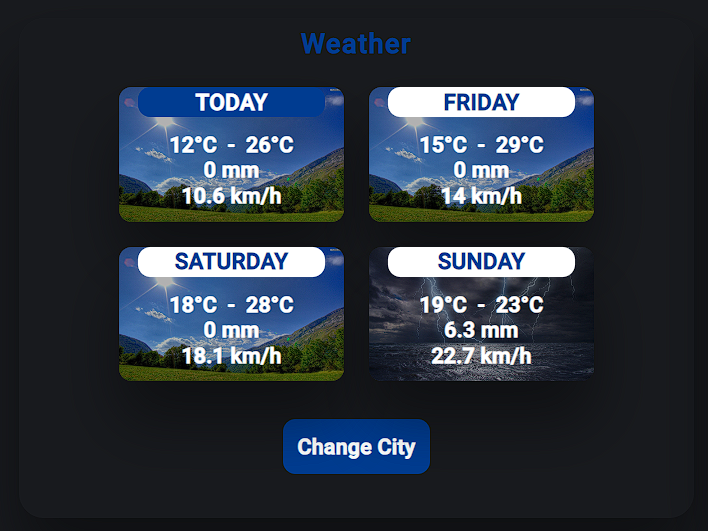 Weather
TODAY
12°C - 26°C
0 mm
10.6 km/h
FRIDAY
15°C - 29°C
0 mm
14 km/h
SATURDAY
18°C - 28°C
0 mm
18.1 km/h
SUNDAY
19°C - 23°C
6.3 mm
22.7 km/h
Change City